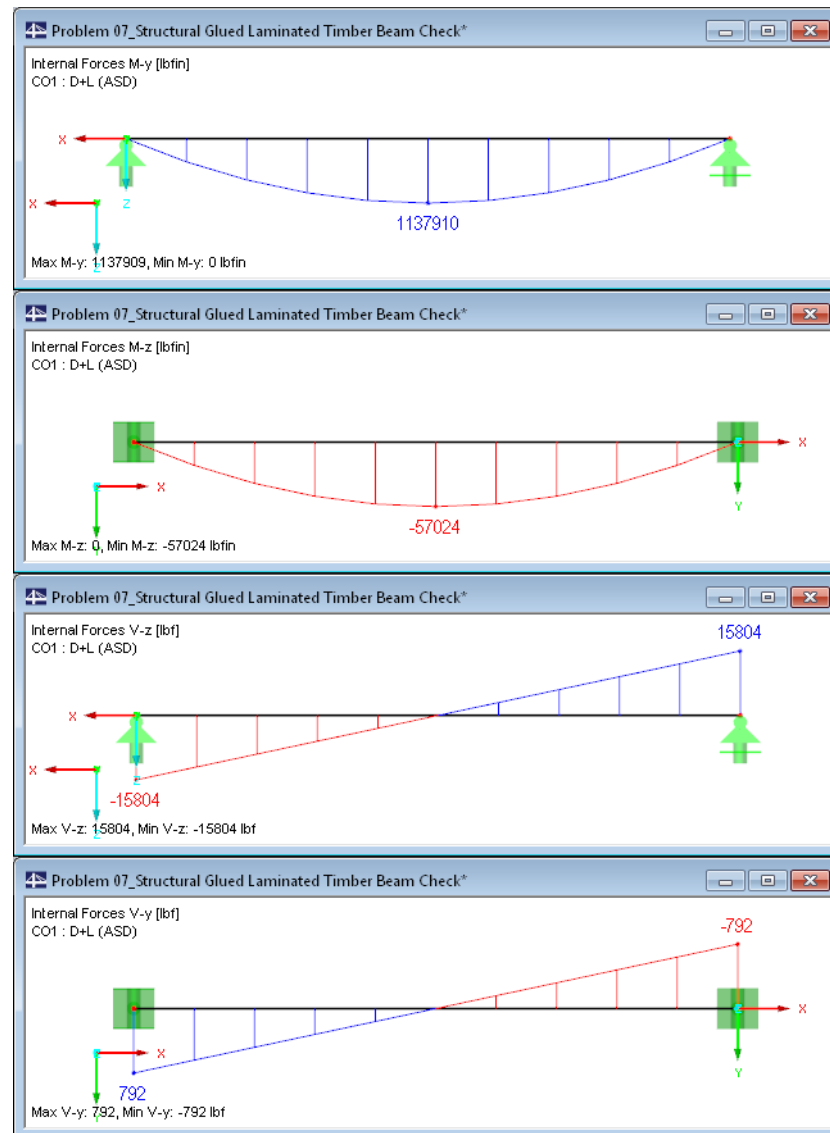 Problem 07_Structural Glued Laminated Timber Beam Check*
Internal Forces M-y [lbfin]
CO1 : D+L (ASD)
X
Z
X
Z
1137910
Max M-y: 1137909, Min M-y: 0 lbfin
Problem 07_Structural Glued Laminated Timber Beam Check*
Internal Forces M-z [lbfin]
CO1 : D+L (ASD)
X
X
Y
Y
-57024
Max M-z: 0, Min M-z: -57024 lbfin
Problem 07_Structural Glued Laminated Timber Beam Check*
Internal Forces V-z [lbf]
CO1 : D+L (ASD)
15804
X
X
Z
Z
-15804
Max V-z: 15804, Min V-z: -15804 lbf
Problem 07_Structural Glued Laminated Timber Beam Check*
Internal Forces V-y [lbf]
CO1 : D+L (ASD)
-792
X
X
Y
Y
792
Max V-y: 792, Min V-y: -792 lbf